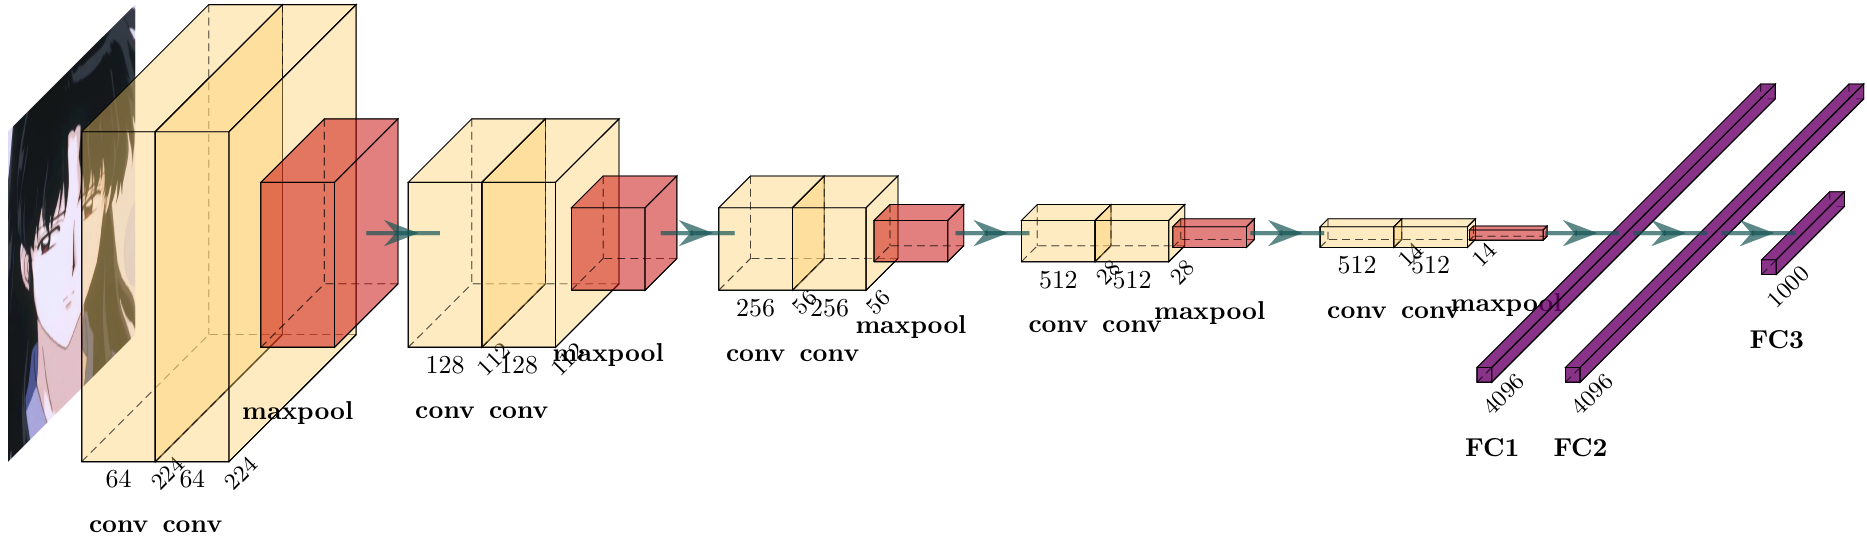 64 224 64 224
conv conv
maxpool
128 112 128 112
conv conv
maxpool
256 56 256 56
conv conv
maxpool
512 28 512 28
conv conv
maxpool
512 14 512 14
conv conv
maxpool
4096
FC1
4096
FC2
1000
FC3